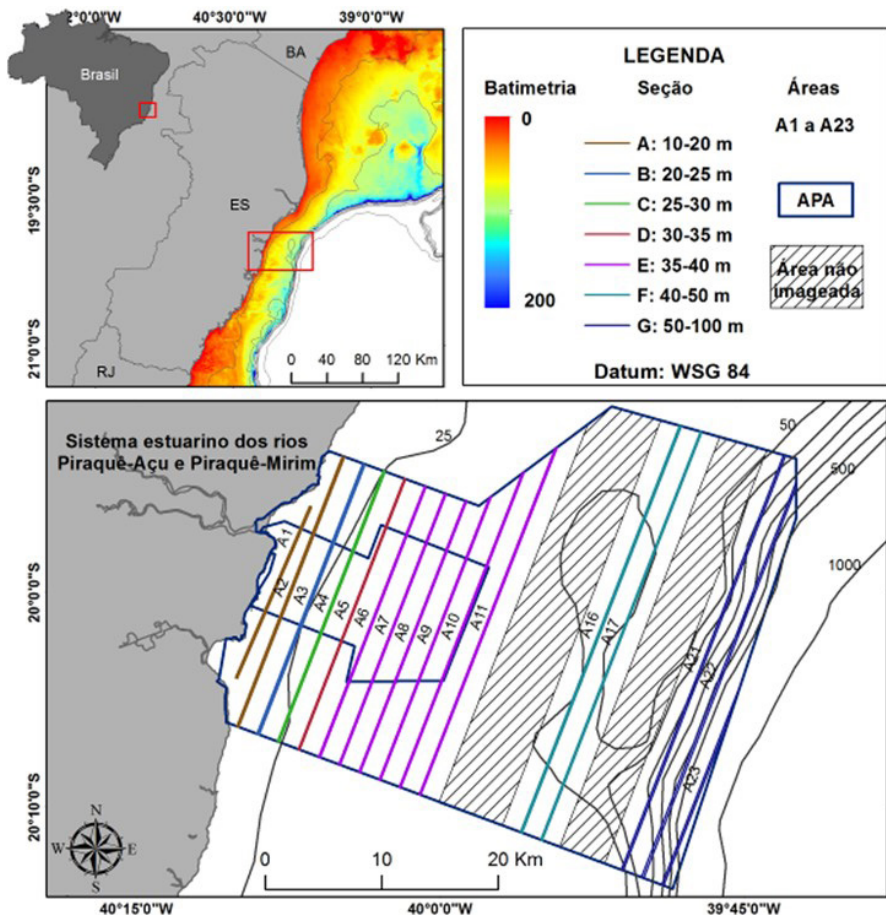 2°0'0"W 40°30'0"W 39°00'W
Brasil
BA
ES
RJ
19°30'0"S
21°0'0"S
0 40 80 120 Km
LEGENDA
Batimetria
Seção
Áreas
0
200
A: 10-20 m
B: 20-25 m
C: 25-30 m
D: 30-35 m
E: 35-40 m
F: 40-50 m
G: 50-100 m
A1 a A23
APA
Área não
imageada
Datum: WSG 84
Sistema estuarino dos rios
Piraquê-Açu e Piraquê-Mirim
25
50
500
1000
A1
A2
A3
A4
A5
A6
A7
A8
A9
A10
A11
A16
A17
A21
A22
A23
20°0'0"S
20°10'0"S
N
W E
S
0 10 20 Km
40°15'0"W 40°0'0"W 39°45'0"W